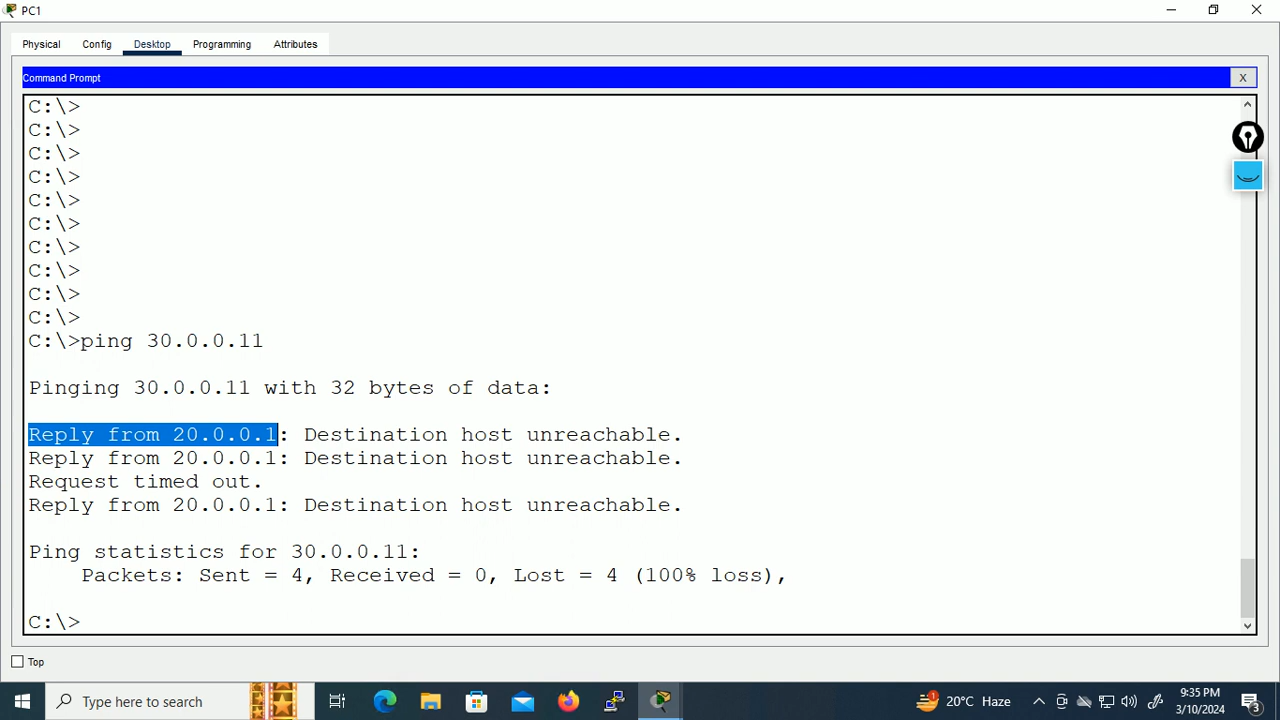 PC1
Physical Config Desktop Programming Attributes
Command Prompt
X
C:\>
C:\>
C:\>
C:\>
C:\>
C:\>
C:\>
C:\>
C:\>
C:\>
C:\>ping 30.0.0.11
Pinging 30.0.0.11 with 32 bytes of data:
Reply from 20.0.0.1: Destination host unreachable.
Reply from 20.0.0.1: Destination host unreachable.
Request timed out.
Reply from 20.0.0.1: Destination host unreachable.
Ping statistics for 30.0.0.11:
Packets: Sent = 4, Received = 0, Lost = 4 (100% loss),
C:\>
Top
Type here to search
1
20°C Haze
9:35 PM
3/10/2024
3